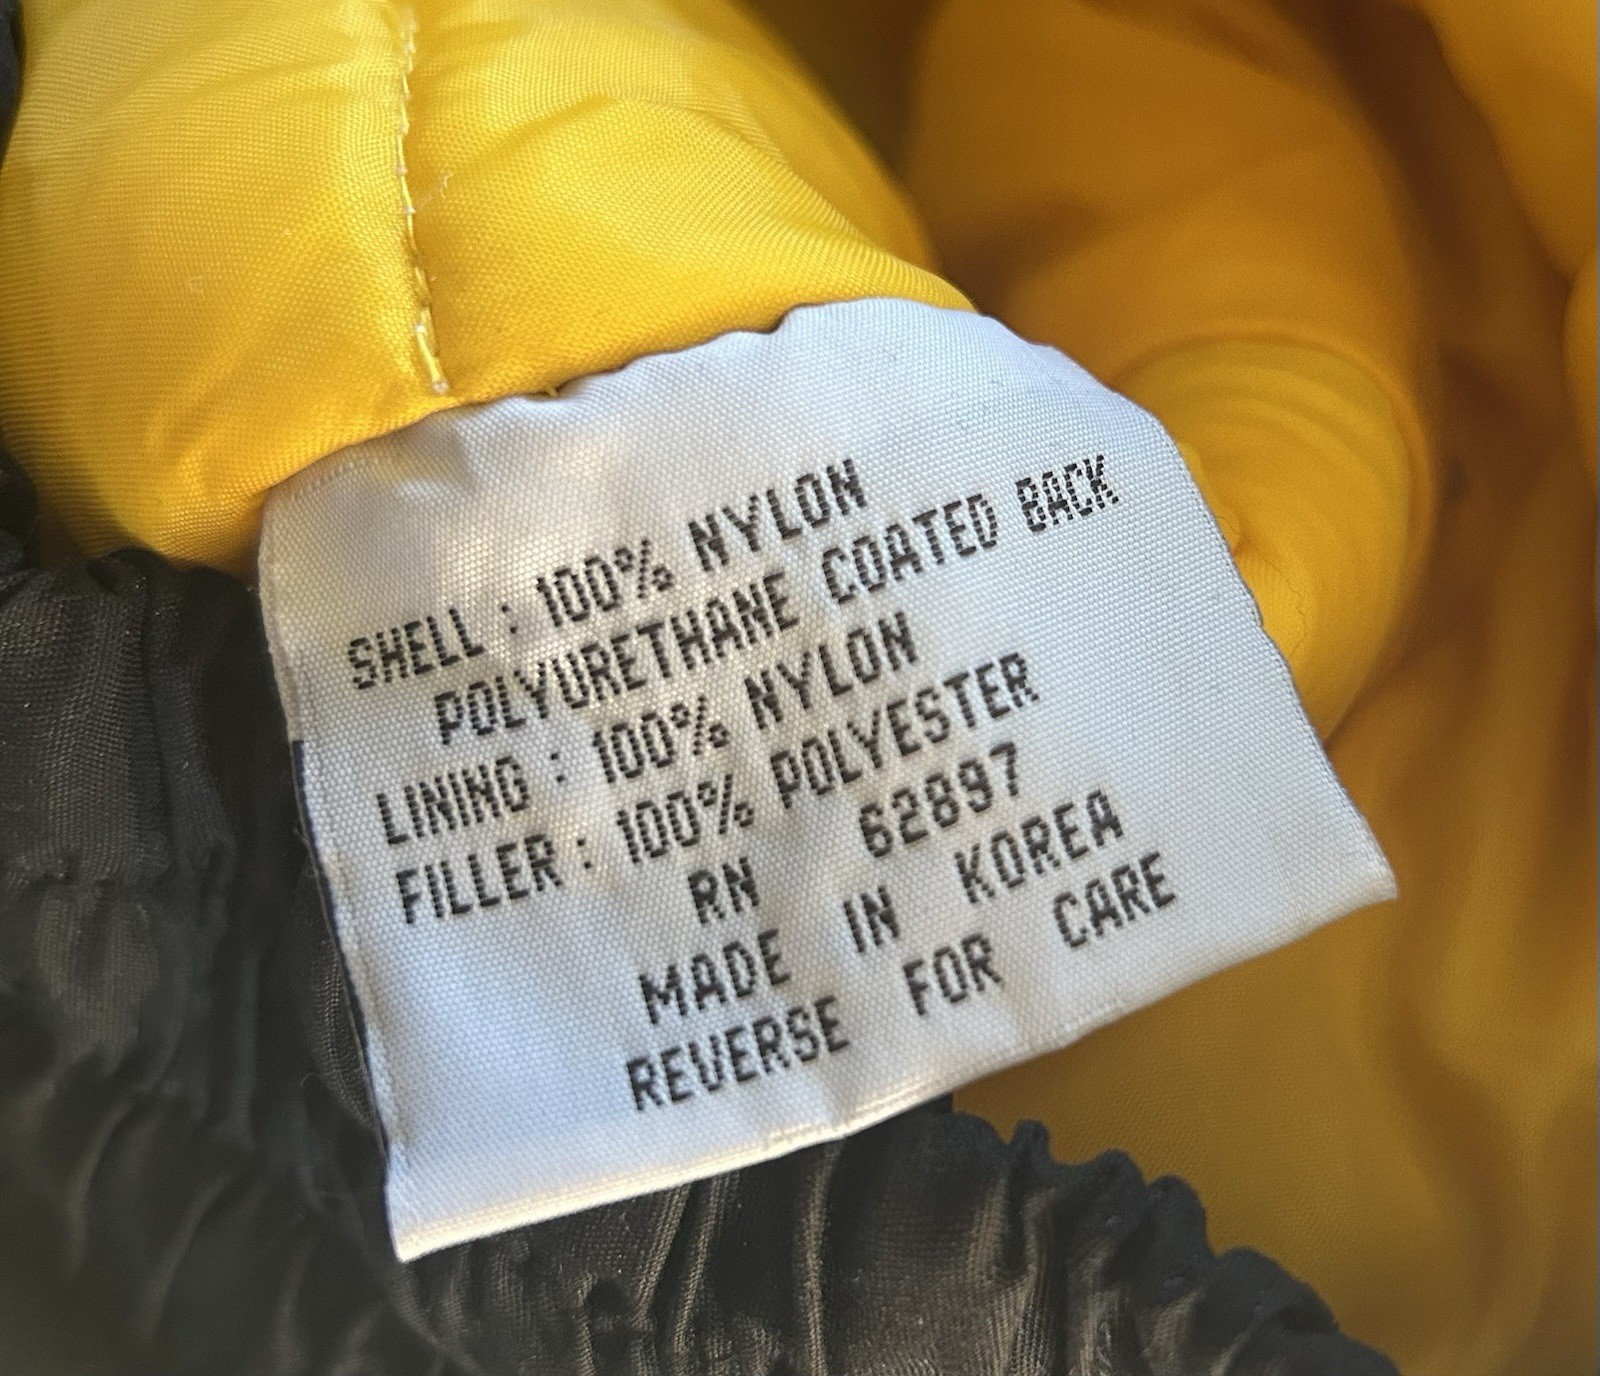 SHELL : 100% NYLON
POLYURETHANE COATED BACK
LINING : 100% NYLON
FILLER : 100% POLYESTER
RN 62897
MADE IN KOREA
REVERSE FOR CARE